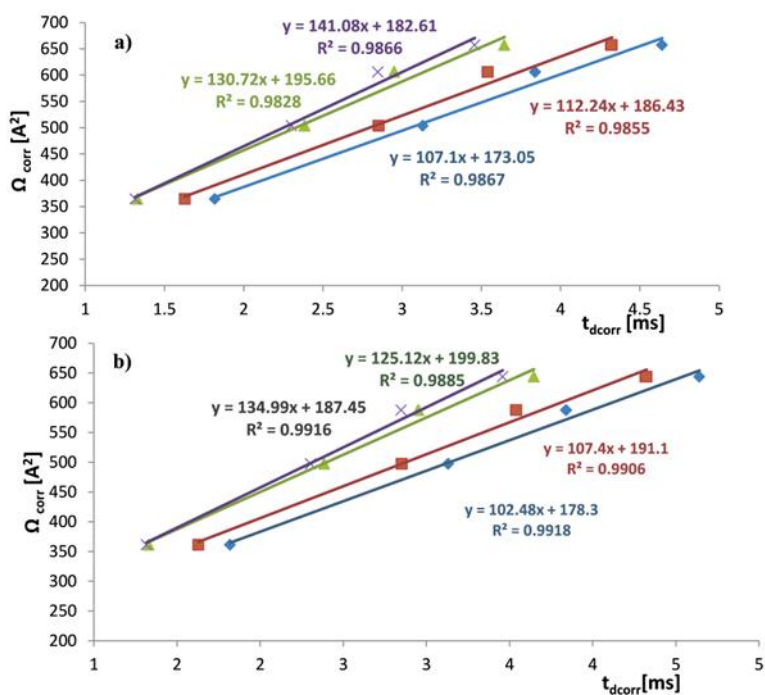 a)
y = 141.08x + 182.61
R² = 0.9866
y = 130.72x + 195.66
R² = 0.9828
y = 112.24x + 186.43
R² = 0.9855
y = 107.1x + 173.05
R² = 0.9867
Ω corr [A²]
700
650
600
550
500
450
400
350
300
250
200
1 1.5 2 2.5 3 3.5 4 4.5 5
t_dcorr [ms]
b)
y = 125.12x + 199.83
R² = 0.9885
y = 134.99x + 187.45
R² = 0.9916
y = 107.4x + 191.1
R² = 0.9906
y = 102.48x + 178.3
R² = 0.9918
Ω corr [A²]
700
650
600
550
500
450
400
350
300
250
200
1 2 2 3 3 4 4 5 5
t_dcorr [ms]